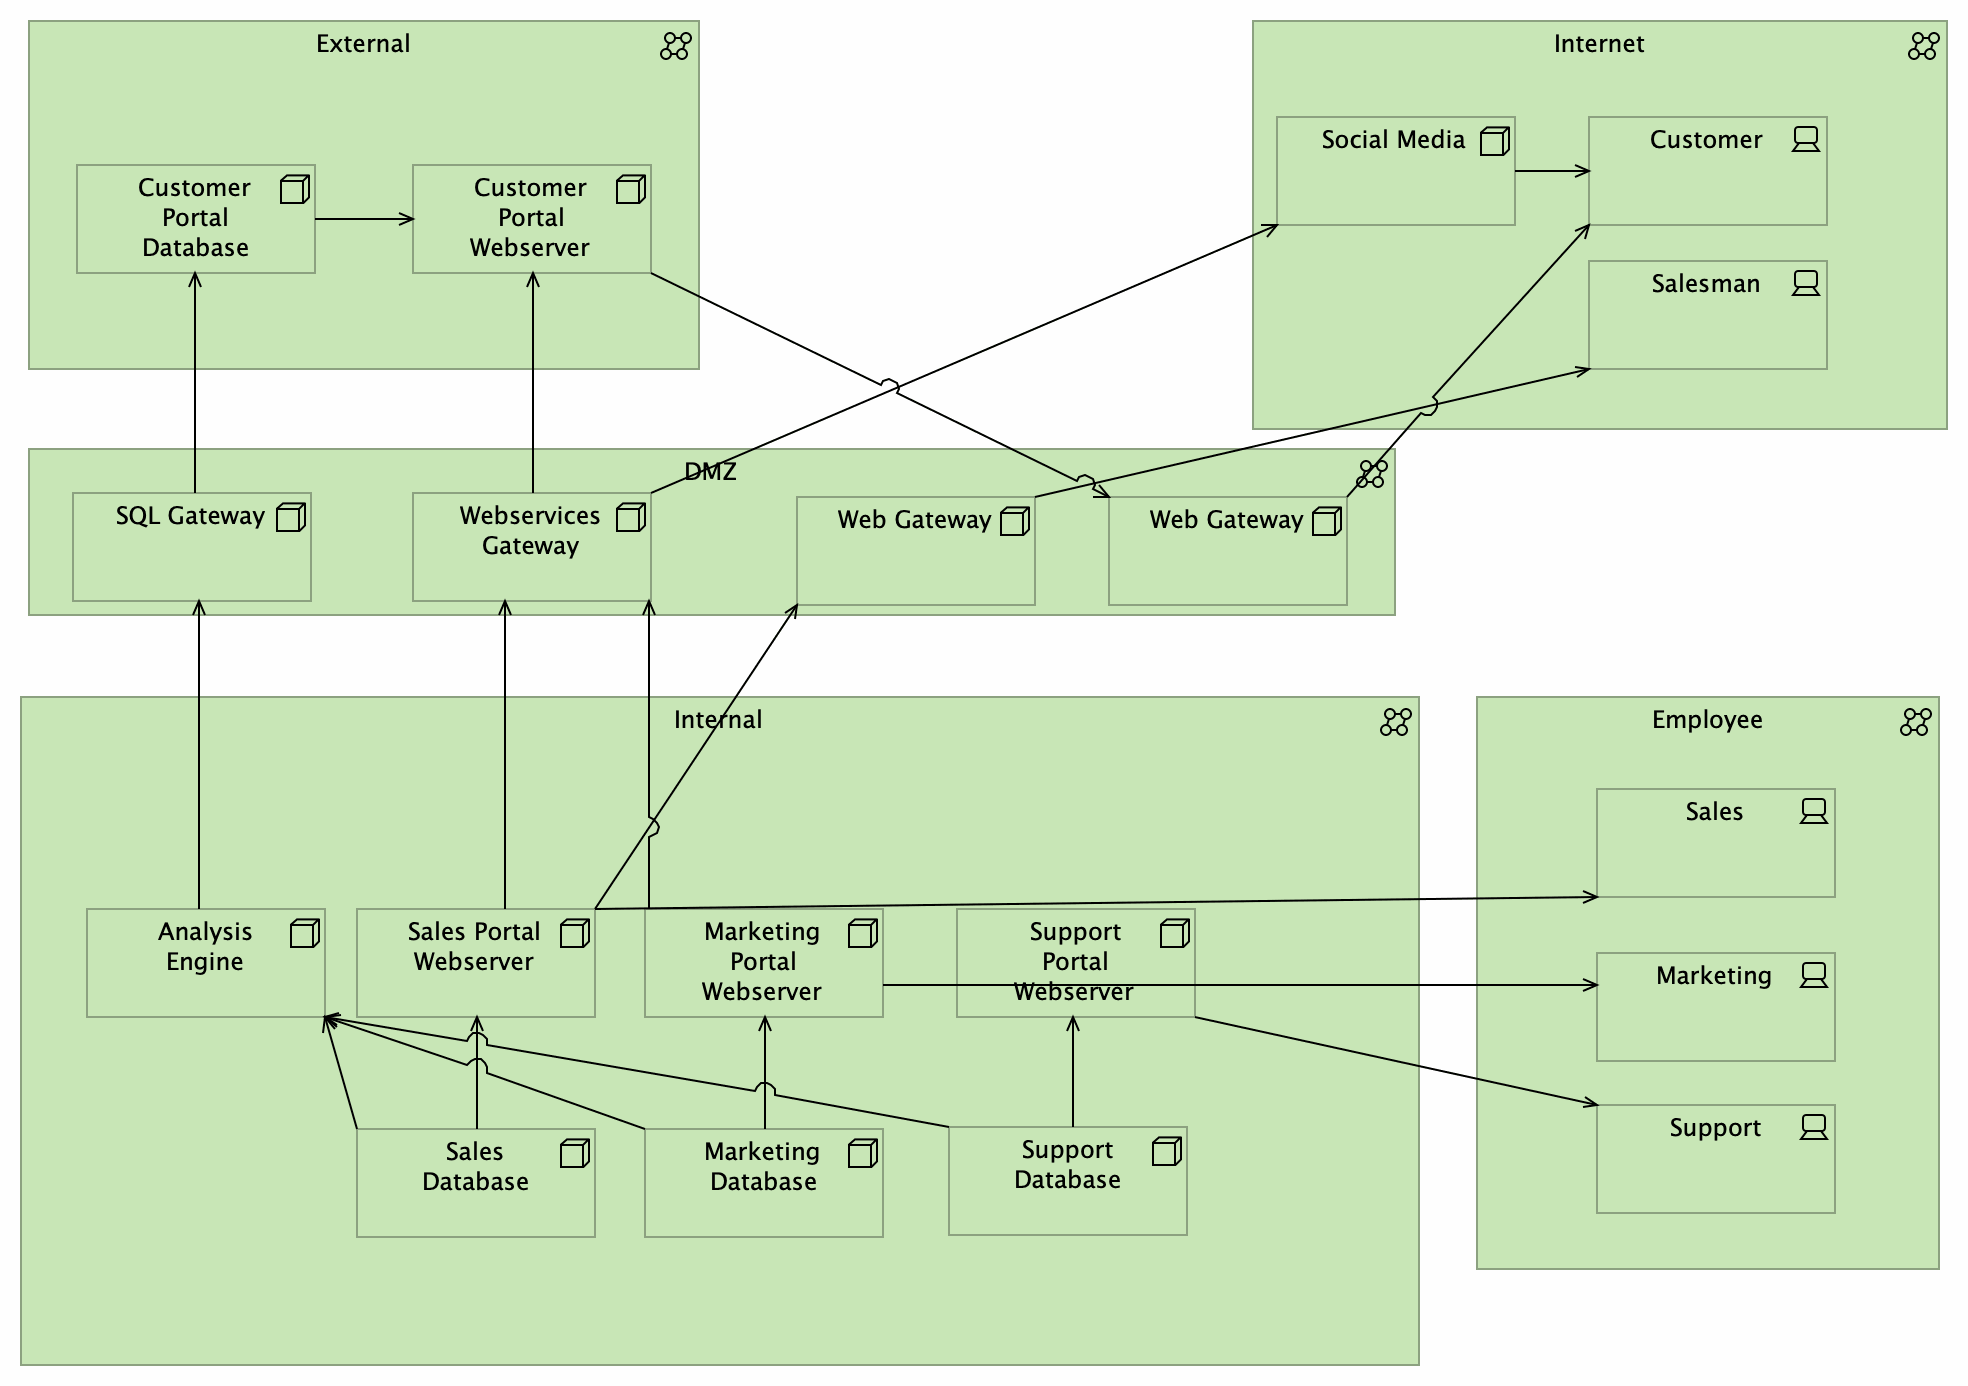 External
Internet
Social Media
Customer
Customer
Portal
Database
Customer
Portal
Webserver
Salesman
DMZ
SQL Gateway
Webservices
Gateway
Web Gateway
Web Gateway
Internal
Employee
Sales
Analysis
Engine
Sales Portal
Webserver
Marketing
Portal
Webserver
Support
Portal
Webserver
Marketing
Support
Sales
Database
Marketing
Database
Support
Database